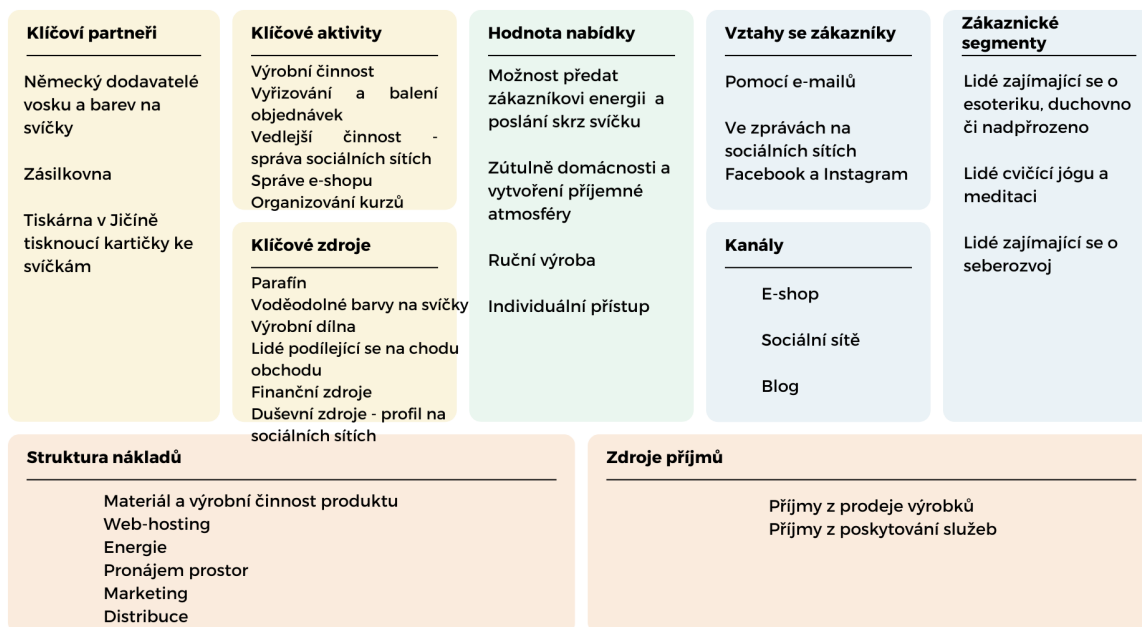 Klíčoví partneři
Německý dodavatelé
vosku a barev na
svíčky
Zásilkovna
Tiskárna v Jičíně
tisknoucí kartičky ke
svíčkám
Klíčové aktivity
Výrobní činnost
Vyřizování a balení
objednávek
Vedlejší činnost -
správa sociálních sítích
Správe e-shopu
Organizování kurzů
Klíčové zdroje
Parafín
Voděodolné barvy na svíčky
Výrobní dílna
Lidé podílející se na chodu
obchodu
Finanční zdroje
Duševní zdroje - profil na
sociálních sítích
Hodnota nabídky
Možnost předat
zákazníkovi energii a
poslání skrz svíčku
Zútulně domácnosti a
vytvoření příjemné
atmosféry
Ruční výroba
Individuální přístup
Vztahy se zákazníky
Pomocí e-mailů
Ve zprávách na
sociálních sítích
Facebook a Instagram
Kanály
E-shop
Sociální sítě
Blog
Zákaznické
segmenty
Lidé zajímající se o
esoteriku, duchovno
či nadpřrozeno
Lidé cvičící jógu a
meditaci
Lidé zajímající se o
seberozvoj
Struktura nákladů
Materiál a výrobní činnost produktu
Web-hosting
Energie
Pronájem prostor
Marketing
Distribuce
Zdroje příjmů
Příjmy z prodeje výrobků
Příjmy z poskytování služeb